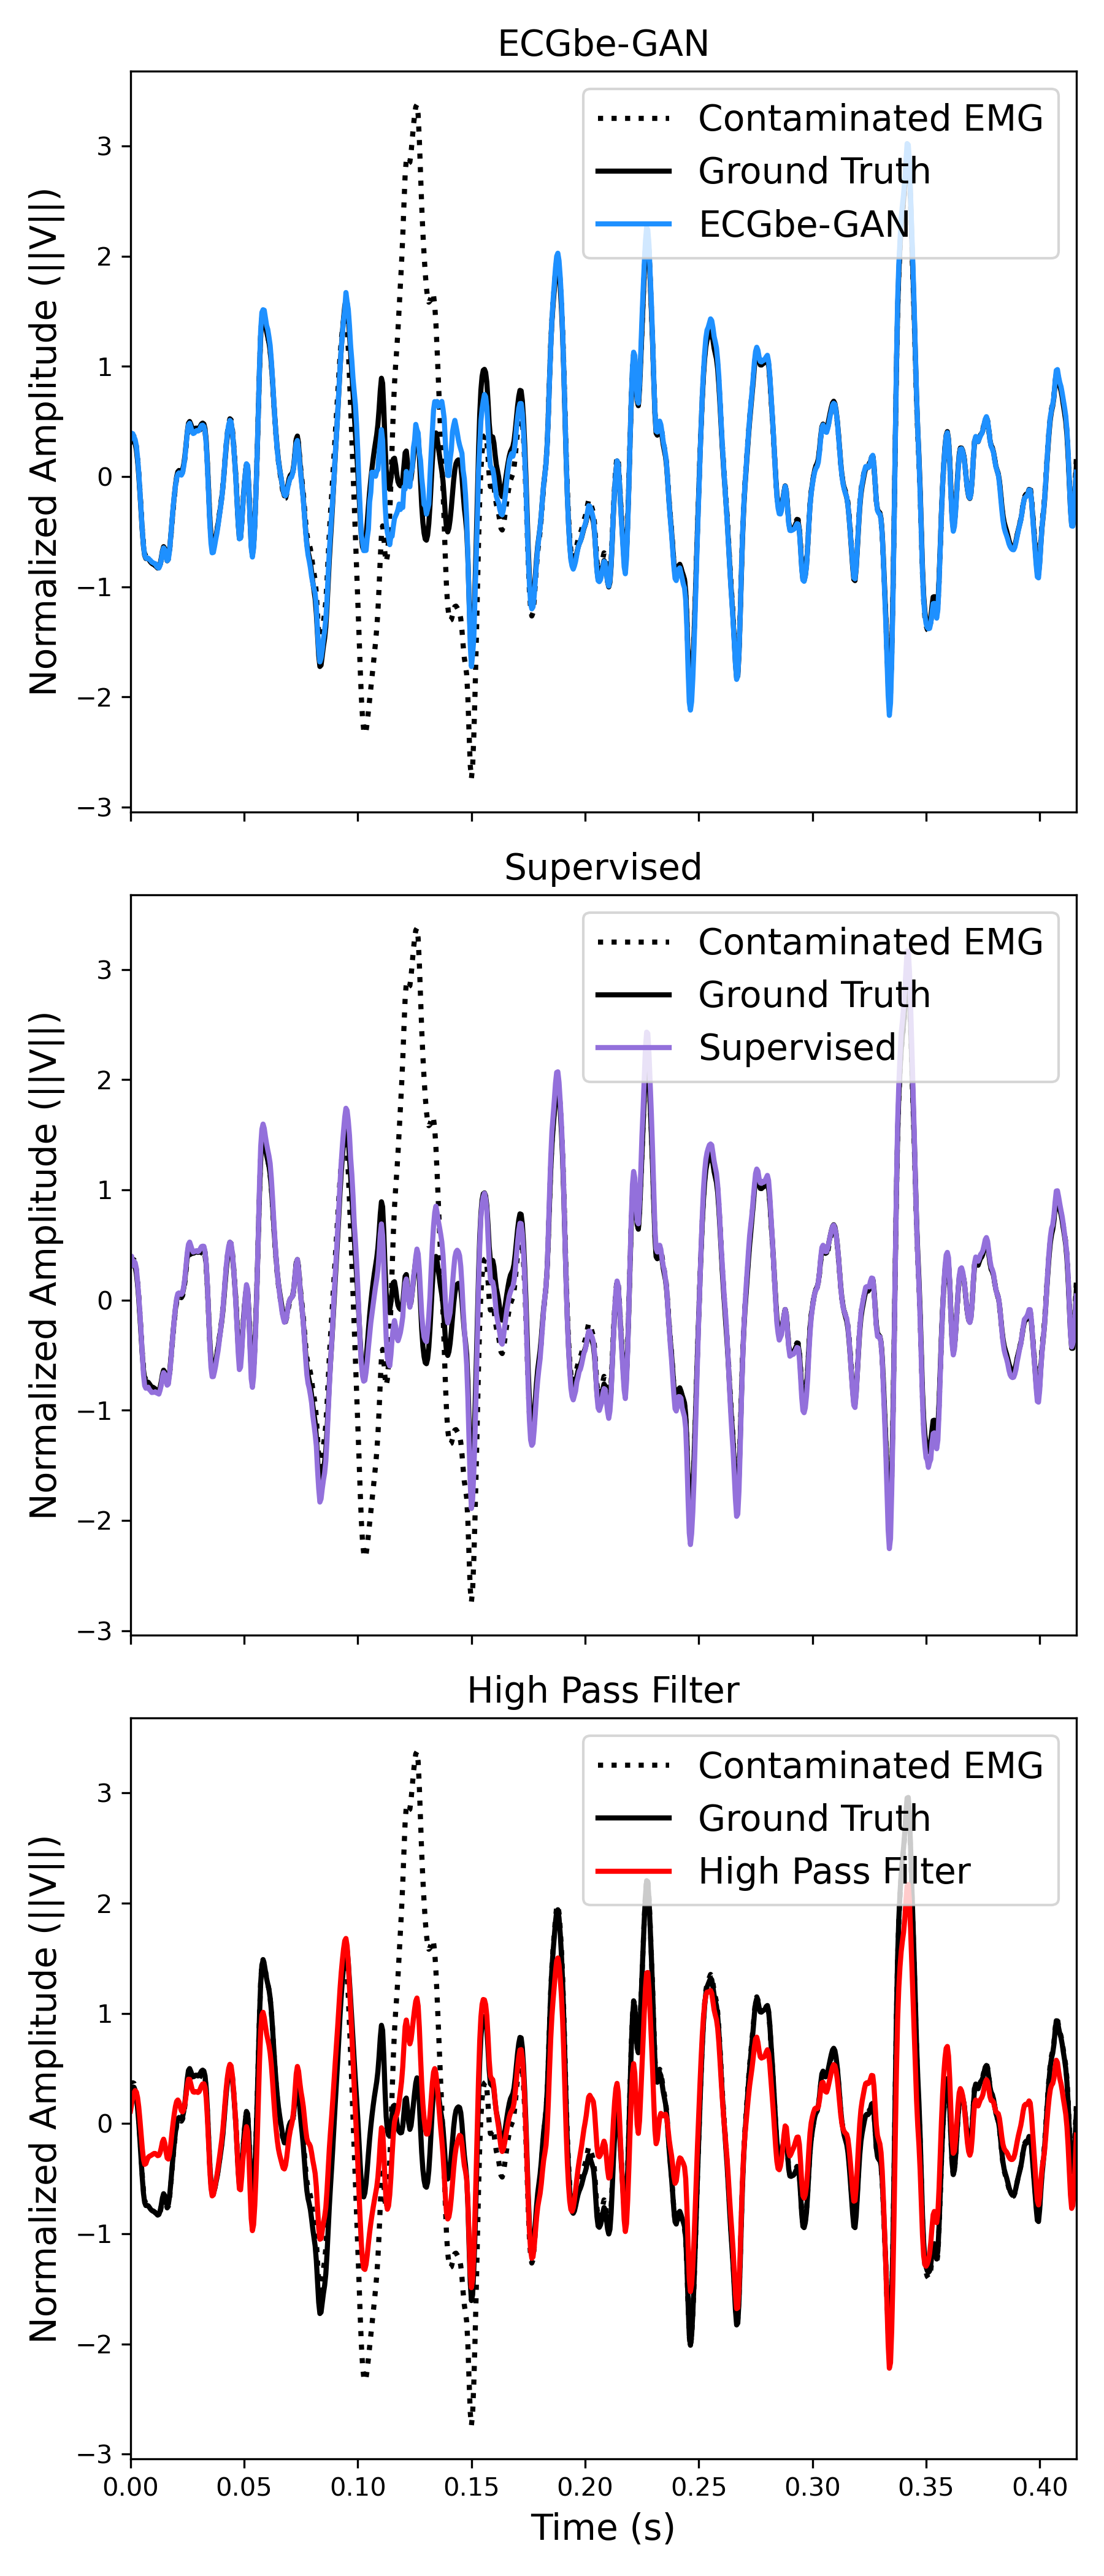 ECGbe-GAN
Contaminated EMG
Ground Truth
ECGbe-GAN
Normalized Amplitude (||V||)
3
2
1
0
−1
−2
−3
Supervised
Contaminated EMG
Ground Truth
Supervised
Normalized Amplitude (||V||)
3
2
1
0
−1
−2
−3
High Pass Filter
Contaminated EMG
Ground Truth
High Pass Filter
Normalized Amplitude (||V||)
3
2
1
0
−1
−2
−3
0.00 0.05 0.10 0.15 0.20 0.25 0.30 0.35 0.40
Time (s)